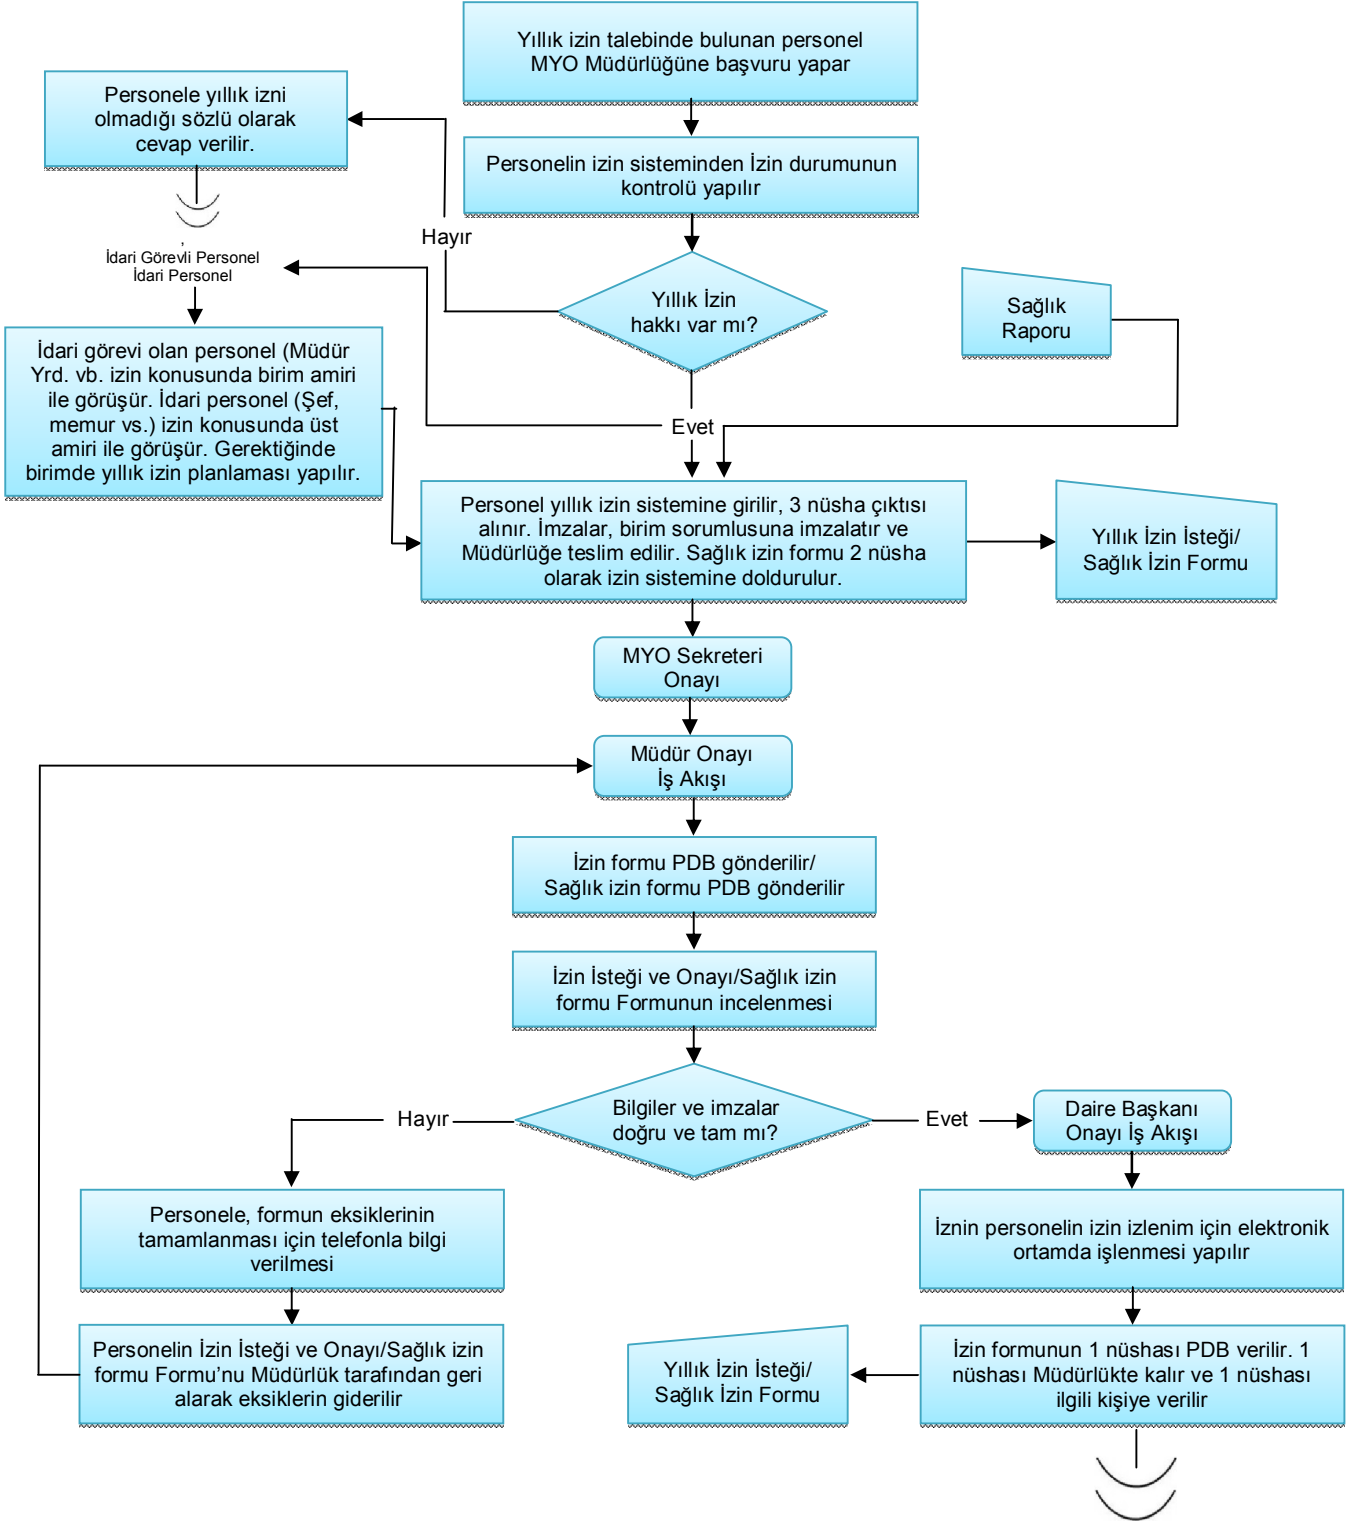 Yıllık izin talebinde bulunan personel
MYO Müdürlüğüne başvuru yapar
Personele yıllık izni
olmadığı sözlü olarak
cevap verilir.
Personelin izin sisteminden İzin durumunun
kontrolü yapılır
Hayır
,
İdari Görevli Personel
İdari Personel
Yıllık İzin
hakkı var mı?
Sağlık
Raporu
İdari görevi olan personel (Müdür
Yrd. vb. izin konusunda birim amiri
ile görüşür. İdari personel (Şef,
memur vs.) izin konusunda üst
amiri ile görüşür. Gerektiğinde
birimde yıllık izin planlaması yapılır.
Evet
Personel yıllık izin sistemine girilir, 3 nüsha çıktısı
alınır. İmzalar, birim sorumlusuna imzalatır ve
Müdürlüğe teslim edilir. Sağlık izin formu 2 nüsha
olarak izin sistemine doldurulur.
Yıllık İzin İsteği/
Sağlık İzin Formu
MYO Sekreteri
Onayı
Müdür Onayı
İş Akışı
İzin formu PDB gönderilir/
Sağlık izin formu PDB gönderilir
İzin İsteği ve Onayı/Sağlık izin
formu Formunun incelenmesi
Bilgiler ve imzalar
doğru ve tam mı?
Hayır
Evet
Daire Başkanı
Onayı İş Akışı
Personele, formun eksiklerinin
tamamlanması için telefonla bilgi
verilmesi
İznin personelin izin izlenim için elektronik
ortamda işlenmesi yapılır
Personelin İzin İsteği ve Onayı/Sağlık izin
formu Formu’nu Müdürlük tarafından geri
alarak eksiklerin giderilir
Yıllık İzin İsteği/
Sağlık İzin Formu
İzin formunun 1 nüshası PDB verilir. 1
nüshası Müdürlükte kalır ve 1 nüshası
ilgili kişiye verilir